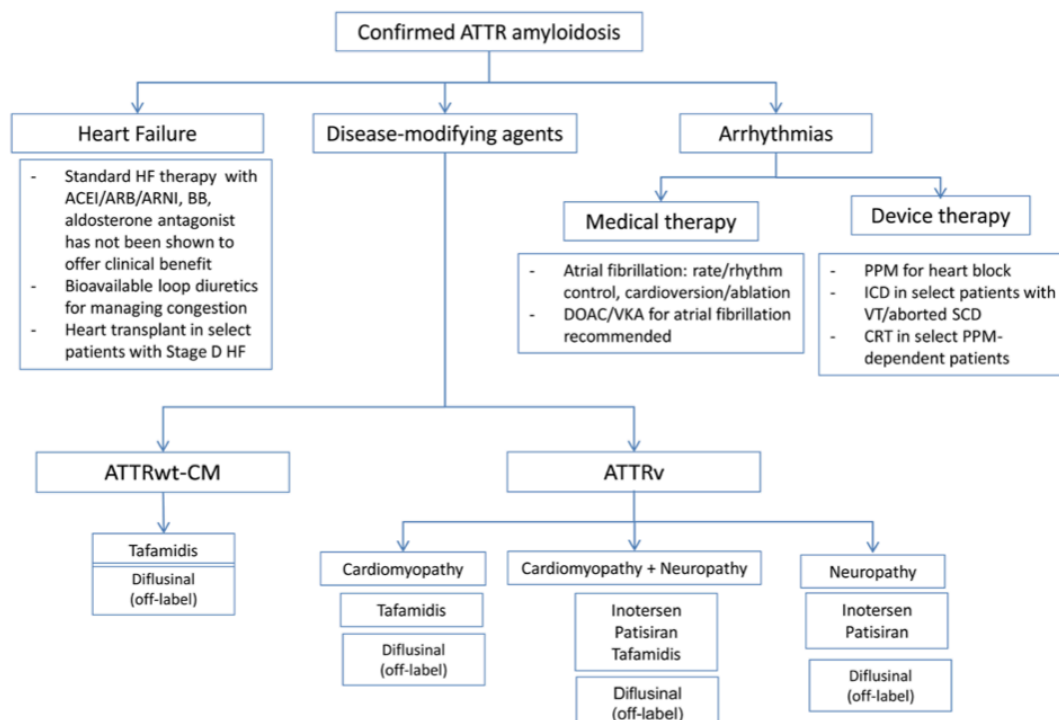 Confirmed ATTR amyloidosis
Heart Failure
Disease-modifying agents
Arrhythmias
- Standard HF therapy with
ACEI/ARB/ARNI, BB,
aldosterone antagonist
has not been shown to
offer clinical benefit
- Bioavailable loop diuretics
for managing congestion
- Heart transplant in select
patients with Stage D HF
Medical therapy
Device therapy
- Atrial fibrillation: rate/rhythm
control, cardioversion/ablation
- DOAC/VKA for atrial fibrillation
recommended
- PPM for heart block
- ICD in select patients with
VT/aborted SCD
- CRT in select PPM-
dependent patients
ATTRwt-CM
ATTRv
Tafamidis
Diflusinal
(off-label)
Cardiomyopathy
Cardiomyopathy + Neuropathy
Neuropathy
Tafamidis
Diflusinal
(off-label)
Inotersen
Patisiran
Tafamidis
Diflusinal
(off-label)
Inotersen
Patisiran
Diflusinal
(off-label)